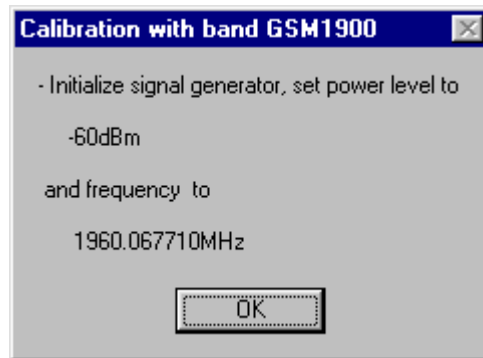 Calibration with band GSM1900
- Initialize signal generator, set power level to
-60dBm
and frequency to
1960.067710MHz
OK